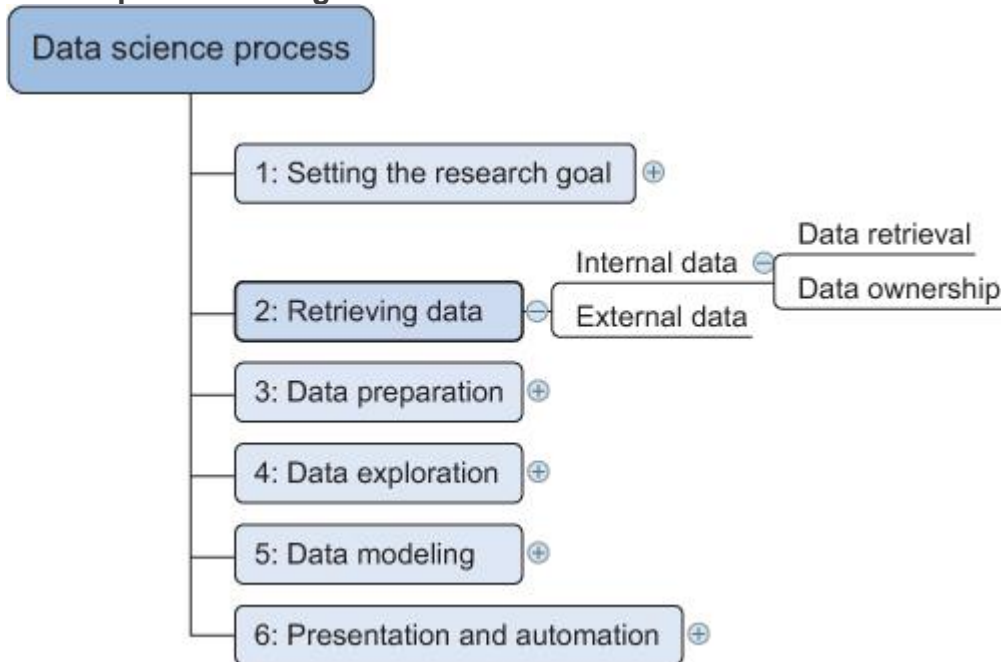 Data science process
1: Setting the research goal
2: Retrieving data
Internal data
External data
Data retrieval
Data ownership
3: Data preparation
4: Data exploration
5: Data modeling
6: Presentation and automation